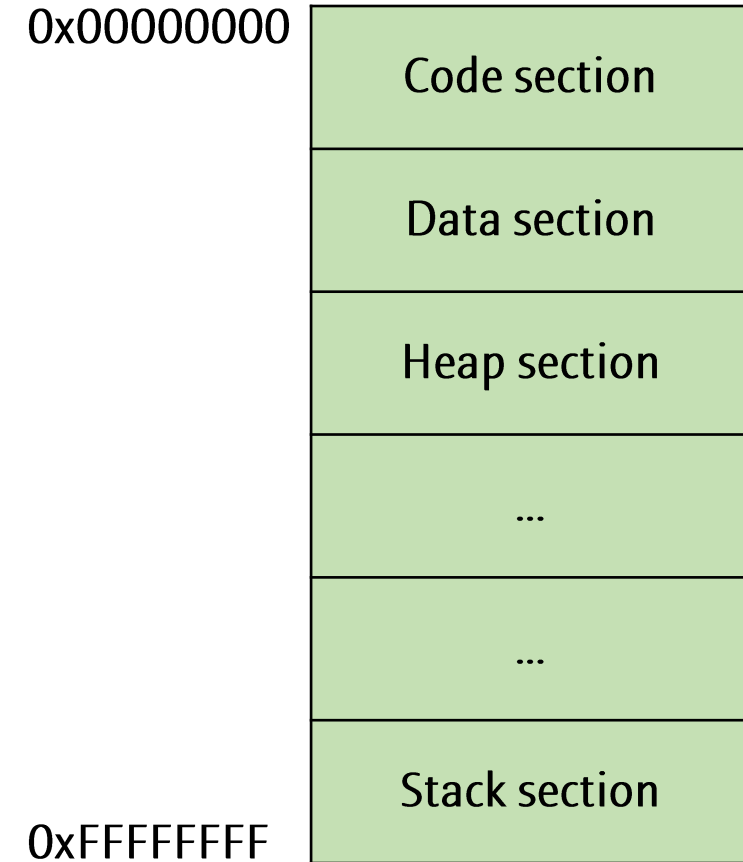 0x00000000
Code section
Data section
Heap section
...
...
Stack section
0xFFFFFFFF